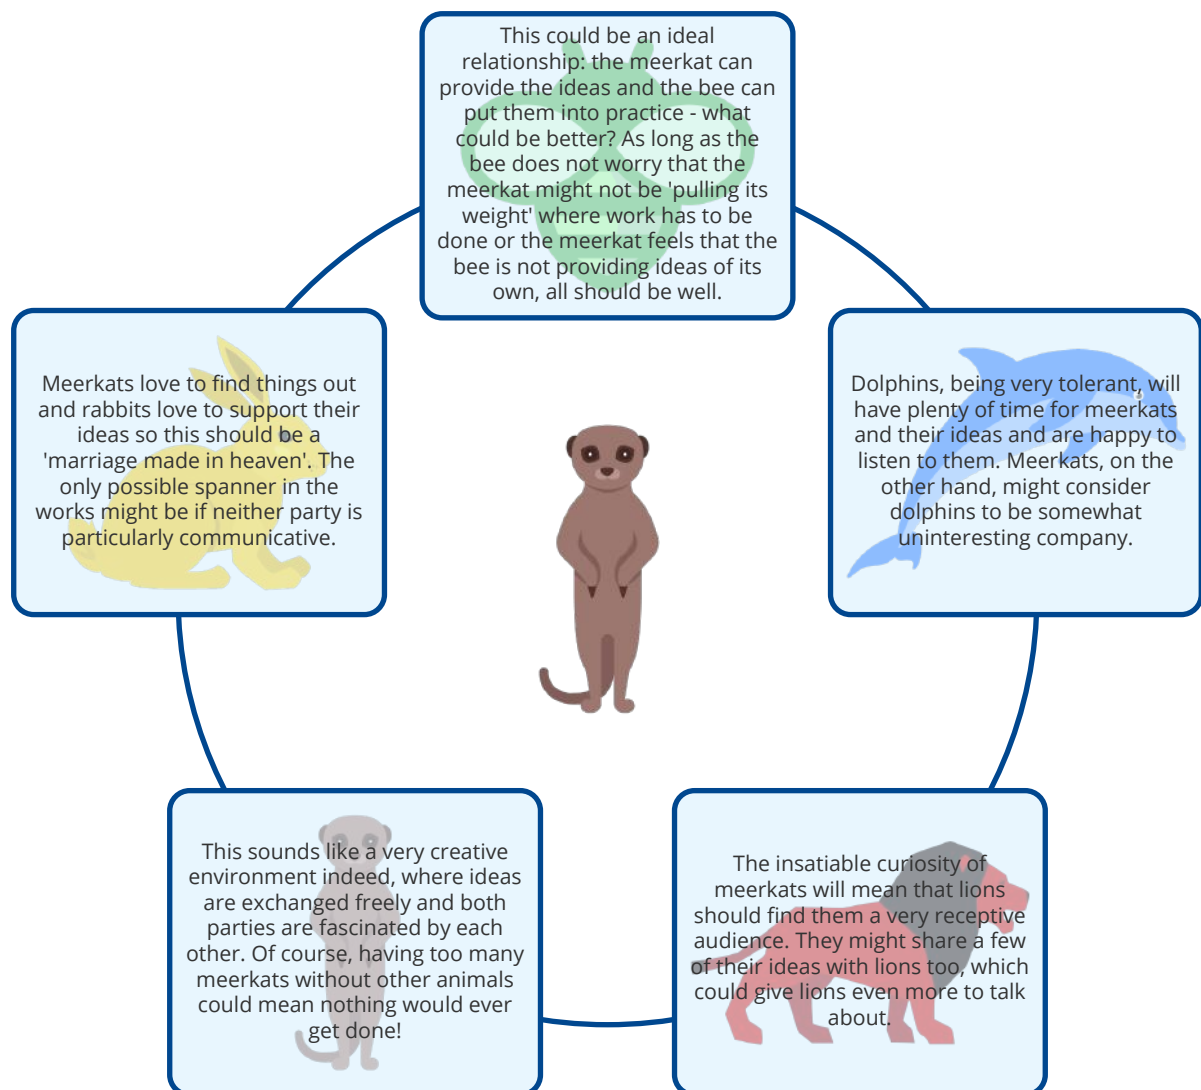 This could be an ideal
relationship: the meerkat can
provide the ideas and the bee can
put them into practice - what
could be better? As long as the
bee does not worry that the
meerkat might not be 'pulling its
weight' where work has to be
done or the meerkat feels that the
bee is not providing ideas of its
own, all should be well.
Meerkats love to find things out
and rabbits love to support their
ideas so this should be a
'marriage made in heaven'. The
only possible spanner in the
works might be if neither party is
particularly communicative.
Dolphins, being very tolerant, will
have plenty of time for meerkats
and their ideas and are happy to
listen to them. Meerkats, on the
other hand, might consider
dolphins to be somewhat
uninteresting company.
This sounds like a very creative
environment indeed, where ideas
are exchanged freely and both
parties are fascinated by each
other. Of course, having too many
meerkats without other animals
could mean nothing would ever
get done!
The insatiable curiosity of
meerkats will mean that lions
should find them a very receptive
audience. They might share a few
of their ideas with lions too, which
could give lions even more to talk
about.